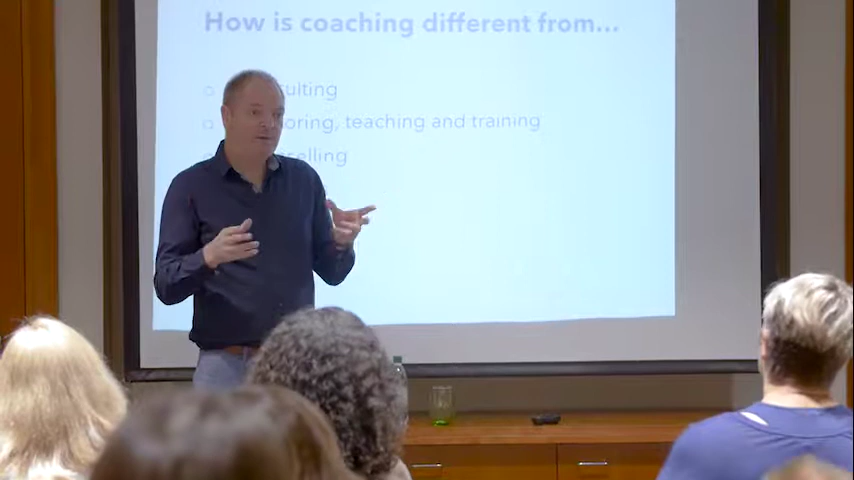 How is coaching different from...
teaching and training